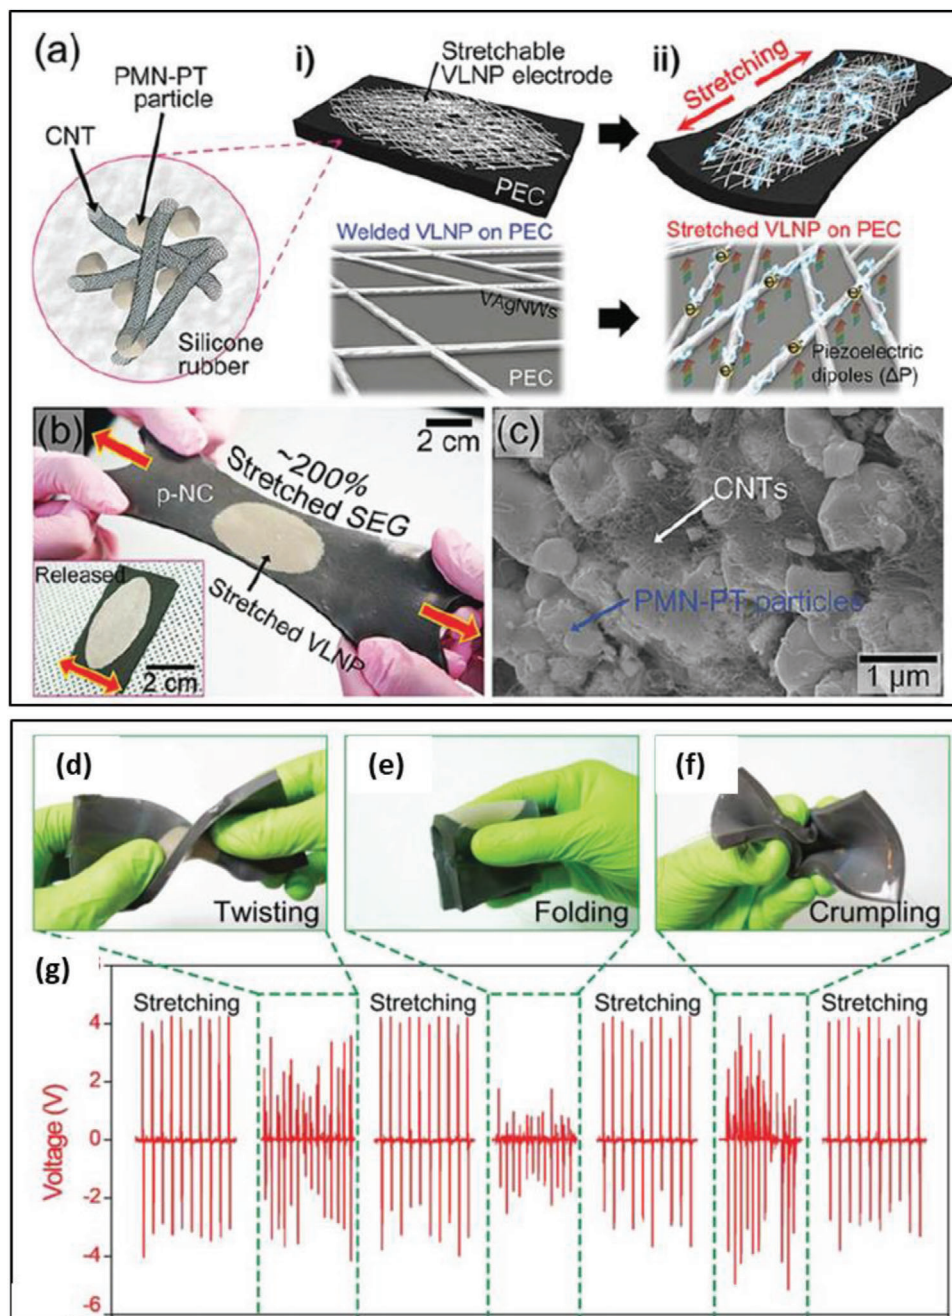 (a)
PMN-PT
particle
CNT
Silicone
rubber
i)
Stretchable
VLNP electrode
PEC
ii)
Stretching
Welded VLNP on PEC
VAgNWs
PEC
Stretched VLNP on PEC
e-
e-
e-
e-
e-
e-
Piezoelectric
dipoles (ΔP)
(b)
2 cm
p-NC
~200%
Stretched SEG
Stretched VLNP
Released
2 cm
(c)
CNTs
PMN-PT particles
1 µm
(d)
Twisting
(e)
Folding
(f)
Crumpling
(g)
Stretching
Stretching
Stretching
Stretching
Voltage (V)
4
2
0
-2
-4
-6